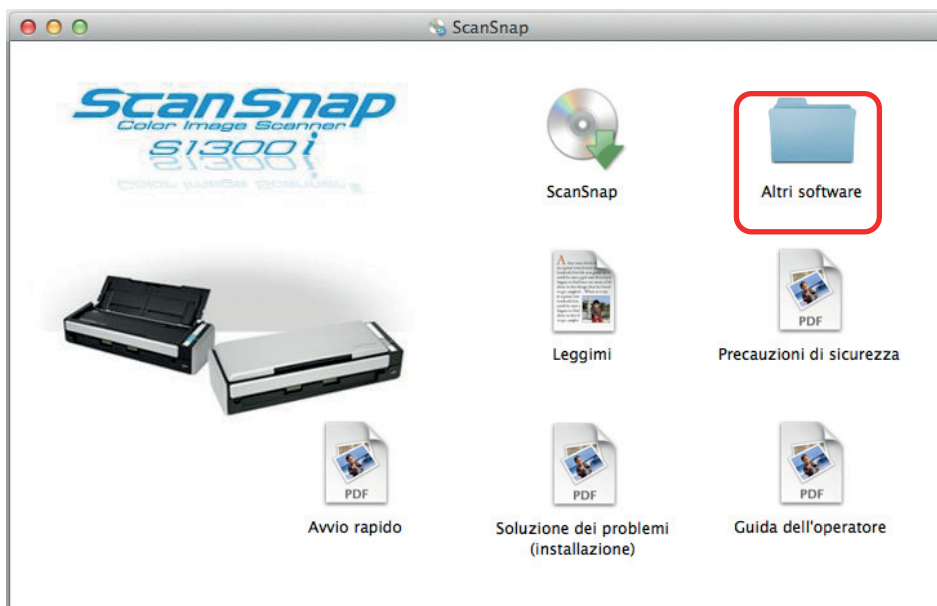 ScanSnap
ScanSnap
Color Image Scanner
S1300i
ScanSnap
Altri software
Leggimi
PDF
Precauzioni di sicurezza
PDF
Avvio rapido
PDF
Soluzione dei problemi
(installazione)
PDF
Guida dell'operatore